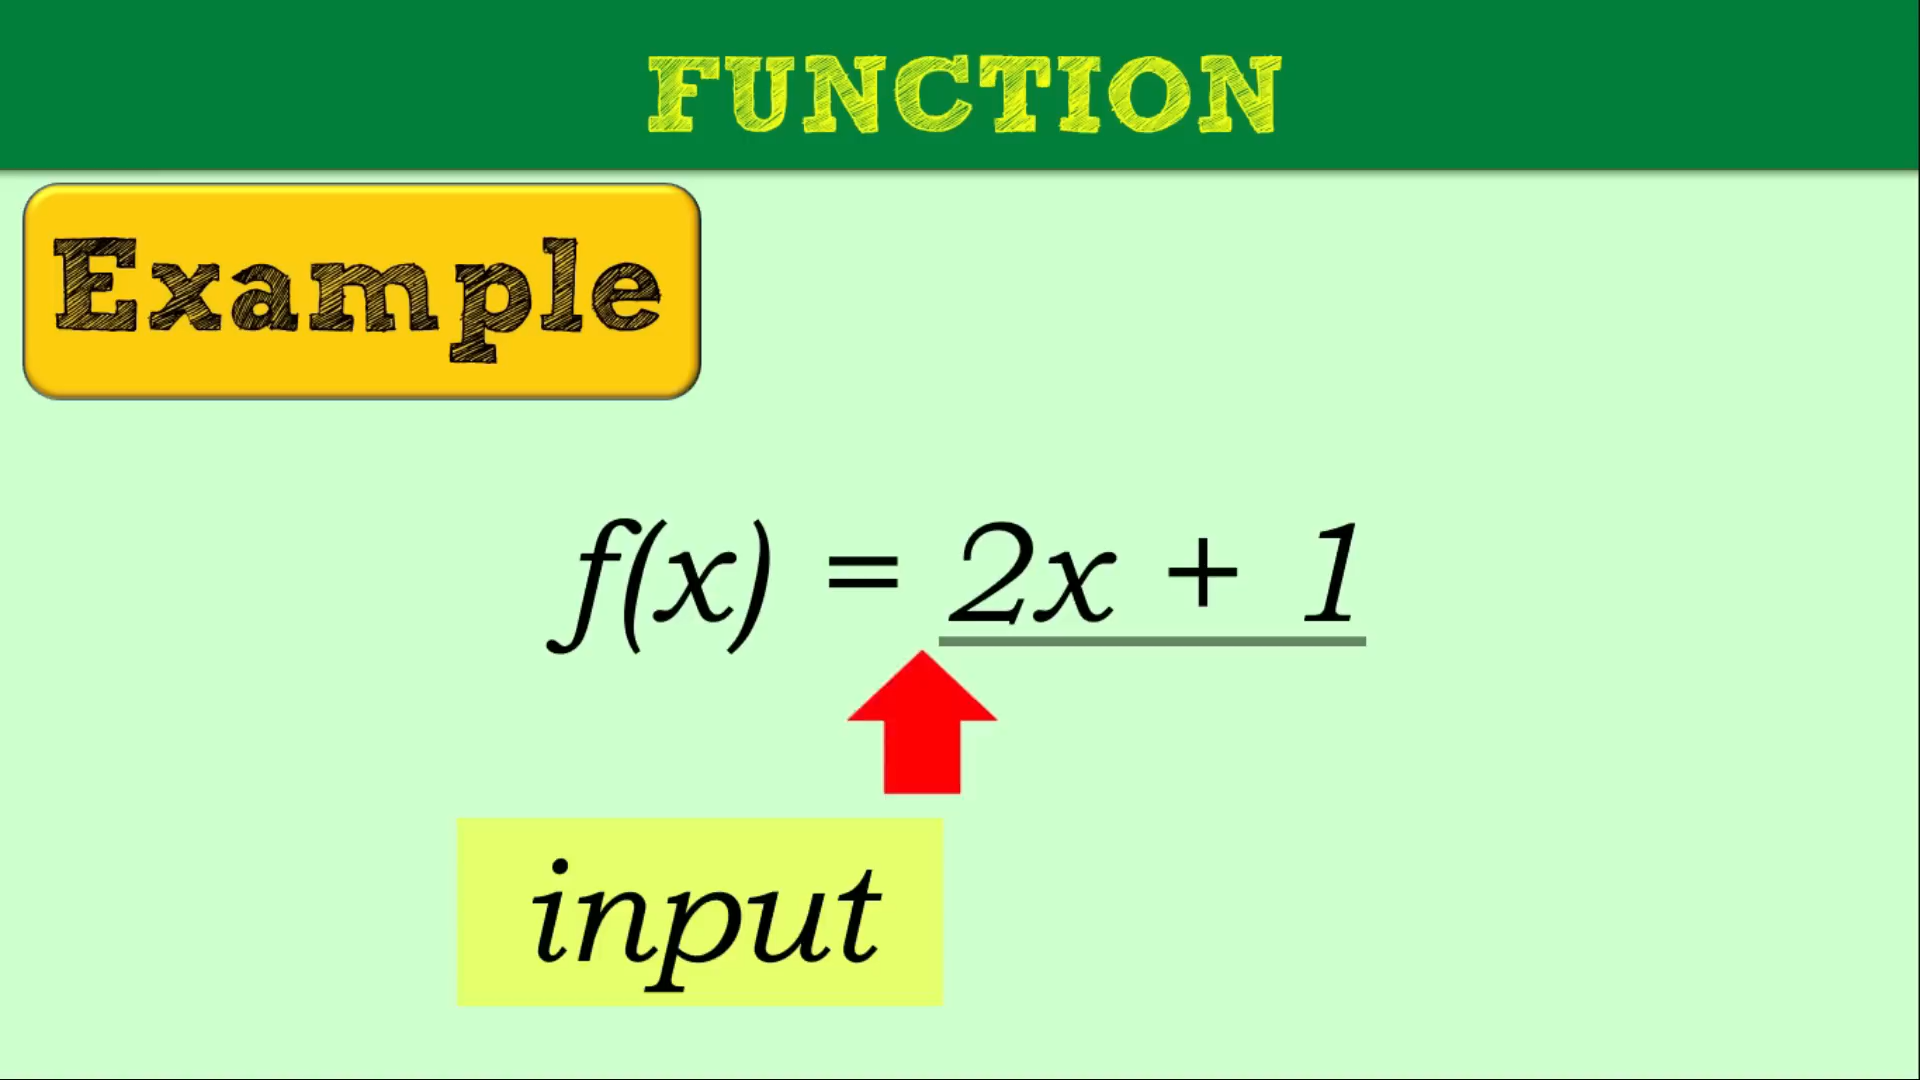 FUNCTION
Example
f(x) = 2x + 1
input